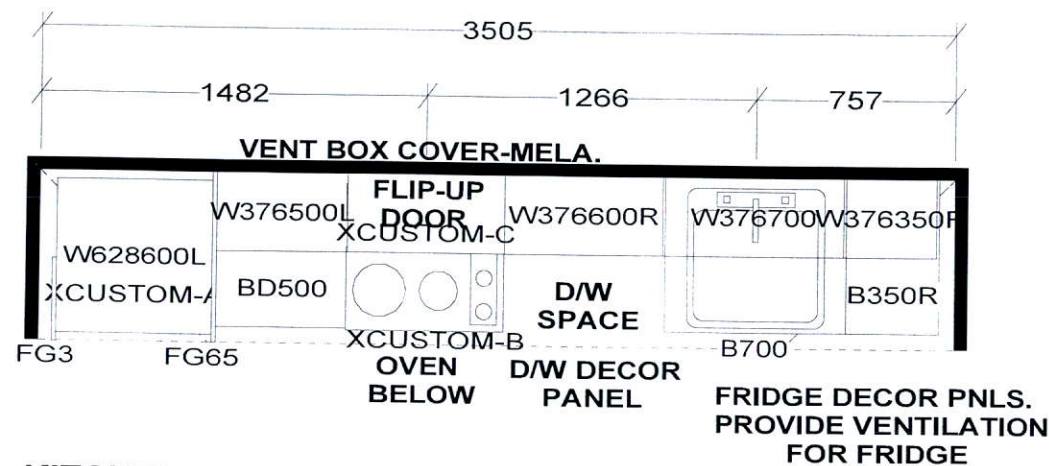 3505
1482
1266
757
VENT BOX COVER-MELA.
FLIP-UP
DOOR
W376500L
XCUSTOM-C
W376600R
W376700
W376350R
W628600L
XCUSTOM-A
BD500
D/W
SPACE
B350R
XCUSTOM-B
B700
FG3
FG65
OVEN
BELOW
D/W DECOR
PANEL
FRIDGE DECOR PNLS.
PROVIDE VENTILATION
FOR FRIDGE